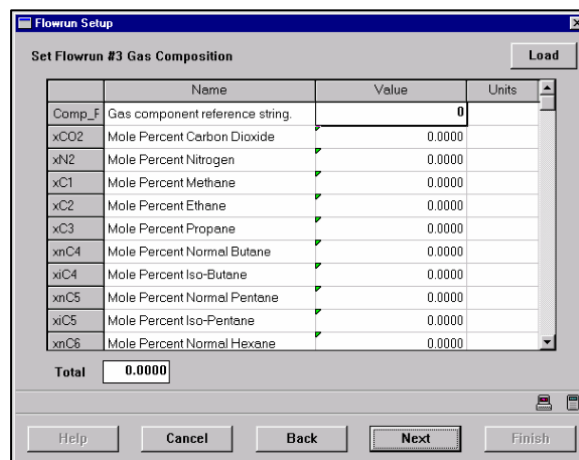 Flowrun Setup
Set Flowrun #3 Gas Composition Load
Name Value Units
Comp_F Gas component reference string. 0
xCO2 Mole Percent Carbon Dioxide 0.0000
xN2 Mole Percent Nitrogen 0.0000
xC1 Mole Percent Methane 0.0000
xC2 Mole Percent Ethane 0.0000
xC3 Mole Percent Propane 0.0000
xnC4 Mole Percent Normal Butane 0.0000
xiC4 Mole Percent Iso-Butane 0.0000
xnC5 Mole Percent Normal Pentane 0.0000
xiC5 Mole Percent Iso-Pentane 0.0000
xnC6 Mole Percent Normal Hexane 0.0000
Total 0.0000
Help Cancel Back Next Finish